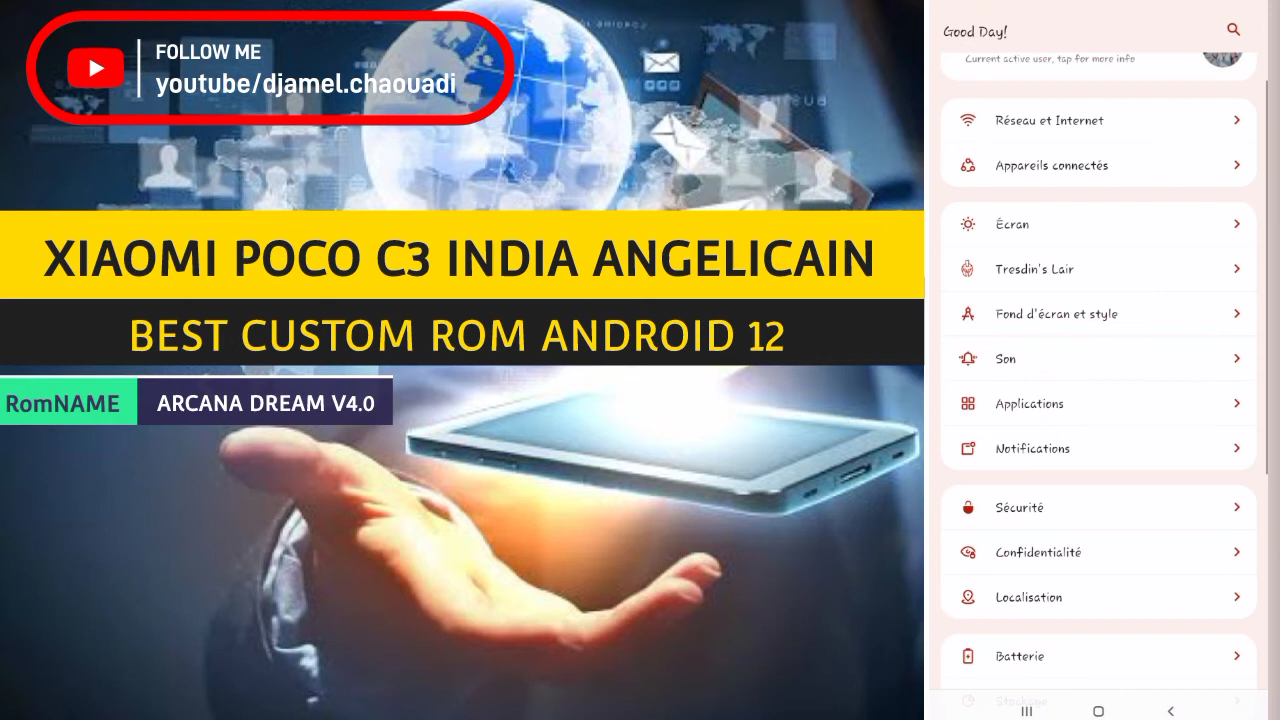 FOLLOW ME
youtube/djamel.chaouadi
XIAOMI POCO C3 INDIA ANGELICAIN
BEST CUSTOM ROM ANDROID 12
RomNAME
ARCANA DREAM V4.0
Good Day!
Current active user, tap for more info
Réseau et Internet
Appareils connectés
Écran
Tresdin's Lair
Fond d'écran et style
Son
Applications
Notifications
Sécurité
Confidentialité
Localisation
Batterie
Stockage